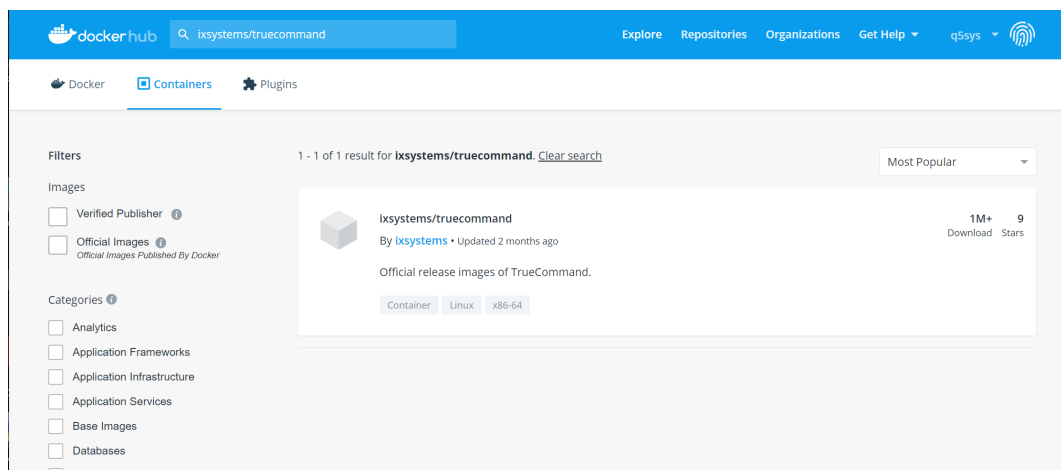 dockerhub
ixsystems/truecommand
Explore Repositories Organizations Get Help q5sys
Docker Containers Plugins
Filters
Images
Verified Publisher
Official Images
Official Images Published By Docker
Categories
Analytics
Application Frameworks
Application Infrastructure
Application Services
Base Images
Databases
1 - 1 of 1 result for ixsystems/truecommand. Clear search
Most Popular
ixsystems/truecommand
By ixsystems • Updated 2 months ago
Official release images of TrueCommand.
Container Linux x86-64
1M+ 9
Download Stars